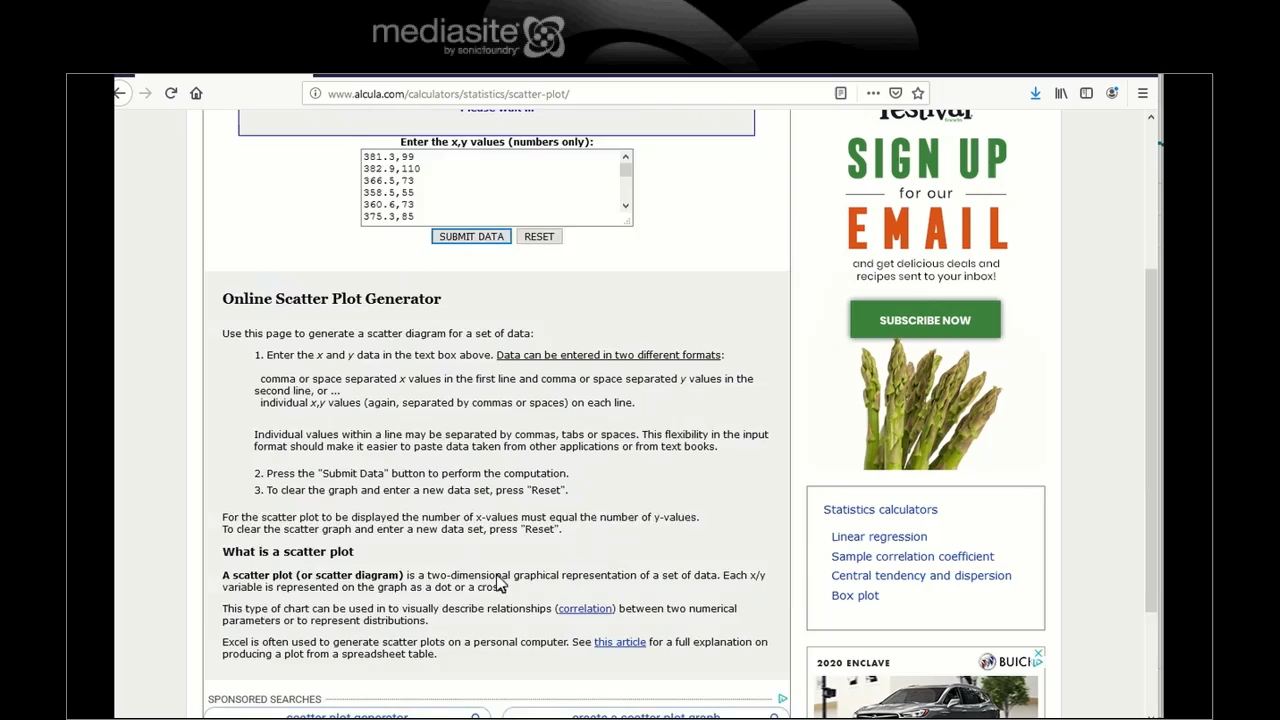 mediasite
by sonicfoundry
www.alcula.com/calculators/statistics/scatter-plot/
Please wait ...
Enter the x,y values (numbers only):
381.3,99
382.9,110
366.5,73
358.5,55
360.6,73
375.3,85
SUBMIT DATA
RESET
Online Scatter Plot Generator
Use this page to generate a scatter diagram for a set of data:
1. Enter the x and y data in the text box above. Data can be entered in two different formats:
comma or space separated x values in the first line and comma or space separated y values in the
second line, or ...
individual x,y values (again, separated by commas or spaces) on each line.
Individual values within a line may be separated by commas, tabs or spaces. This flexibility in the input
format should make it easier to paste data taken from other applications or from text books.
2. Press the "Submit Data" button to perform the computation.
3. To clear the graph and enter a new data set, press "Reset".
For the scatter plot to be displayed the number of x-values must equal the number of y-values.
To clear the scatter graph and enter a new data set, press "Reset".
What is a scatter plot
A scatter plot (or scatter diagram) is a two-dimensional graphical representation of a set of data. Each x/y
variable is represented on the graph as a dot or a cross.
This type of chart can be used in to visually describe relationships (correlation) between two numerical
parameters or to represent distributions.
Excel is often used to generate scatter plots on a personal computer. See this article for a full explanation on
producing a plot from a spreadsheet table.
SPONSORED SEARCHES
scatter plot generator
create a scatter plot graph
festival
SIGN UP
for our
EMAIL
and get delicious deals and
recipes sent to your inbox!
SUBSCRIBE NOW
Statistics calculators
Linear regression
Sample correlation coefficient
Central tendency and dispersion
Box plot
2020 ENCLAVE
BUICK